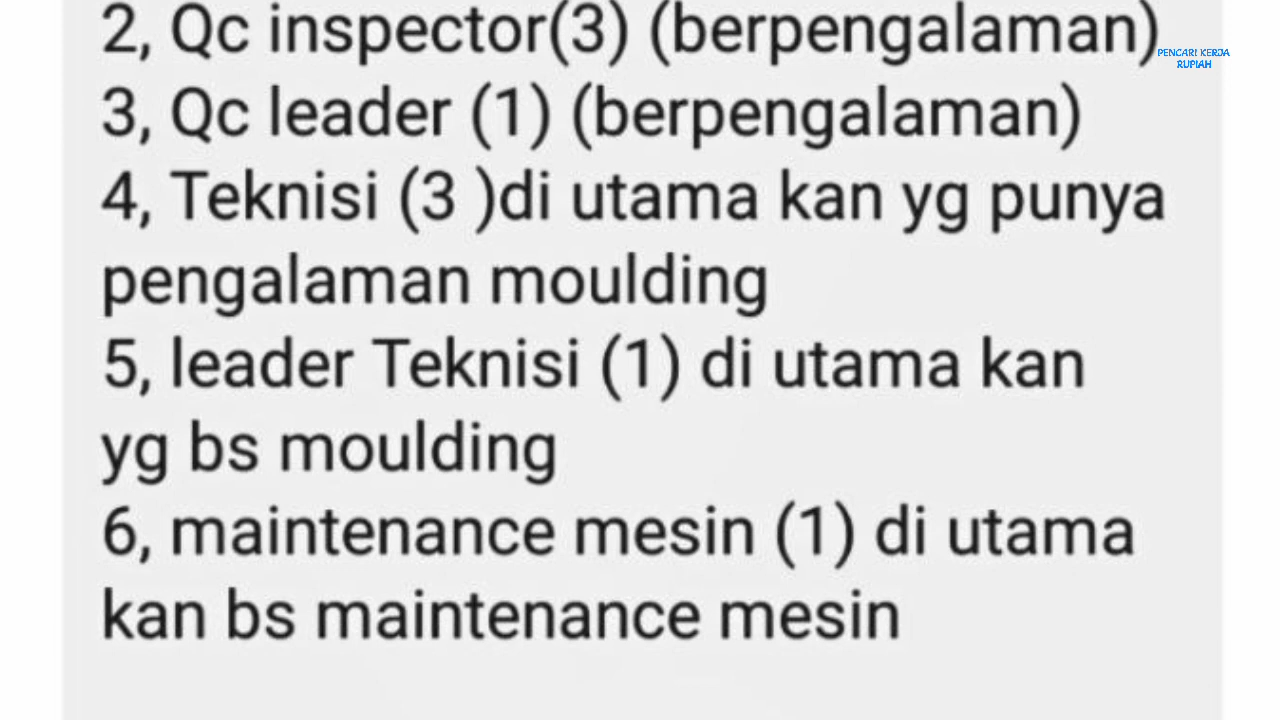 2, Qc inspector(3) (berpengalaman)
PENCARI KERJA
RUPIAH
3, Qc leader (1) (berpengalaman)
4, Teknisi (3 )di utama kan yg punya
pengalaman moulding
5, leader Teknisi (1) di utama kan
yg bs moulding
6, maintenance mesin (1) di utama
kan bs maintenance mesin